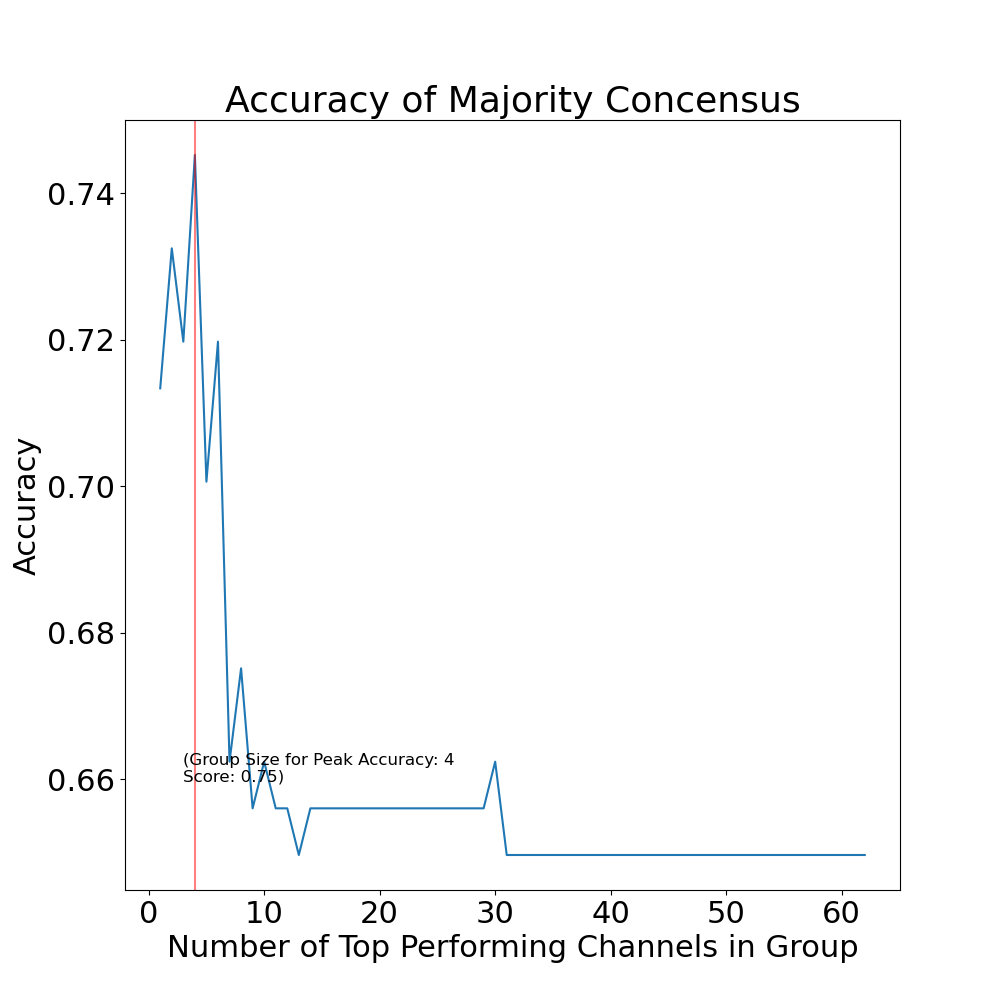 Accuracy of Majority Concensus
0.74
0.72
0.70
0.68
0.66
Accuracy
(Group Size for Peak Accuracy: 4
Score: 0.75)
0 10 20 30 40 50 60
Number of Top Performing Channels in Group